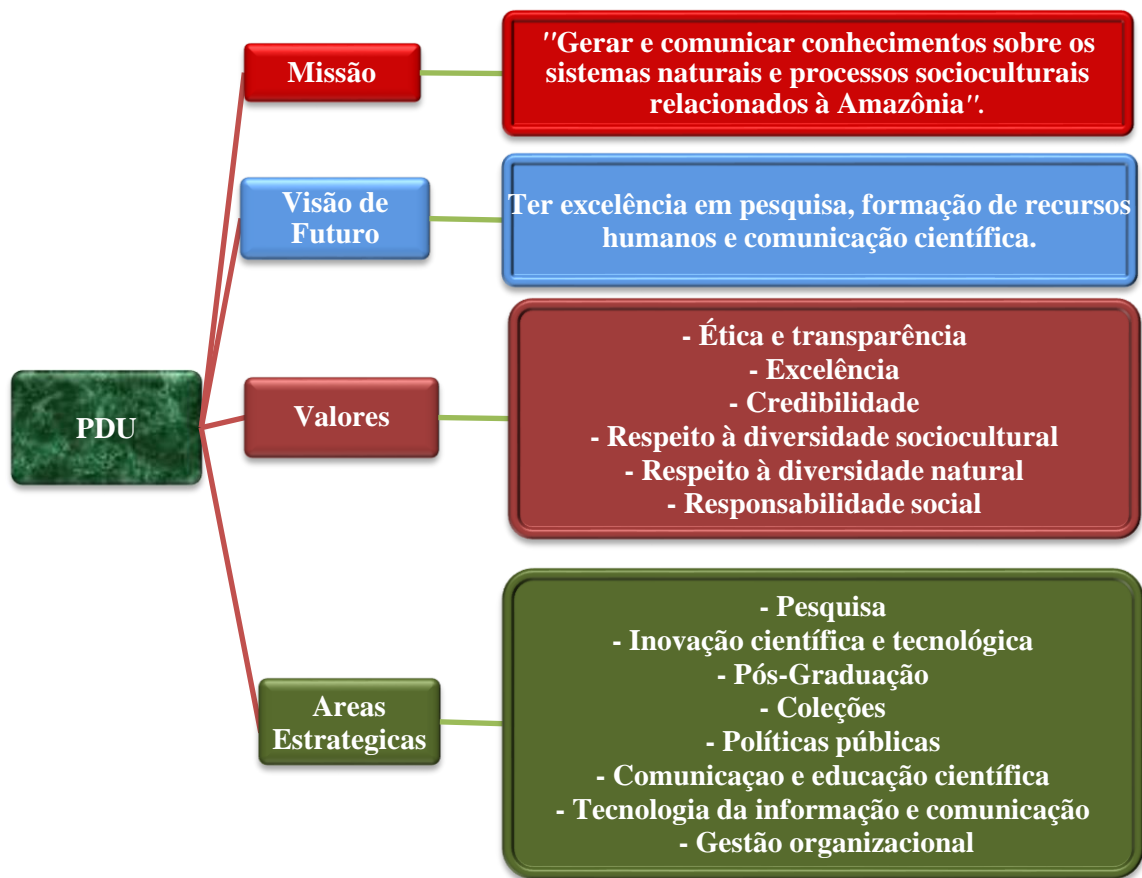 Missão
"Gerar e comunicar conhecimentos sobre os
sistemas naturais e processos socioculturais
relacionados à Amazônia".
Visão de
Futuro
Ter excelência em pesquisa, formação de recursos
humanos e comunicação científica.
PDU
Valores
- Ética e transparência
- Excelência
- Credibilidade
- Respeito à diversidade sociocultural
- Respeito à diversidade natural
- Responsabilidade social
Areas
Estrategicas
- Pesquisa
- Inovação científica e tecnológica
- Pós-Graduação
- Coleções
- Políticas públicas
- Comunicaçao e educação científica
- Tecnologia da informação e comunicação
- Gestão organizacional